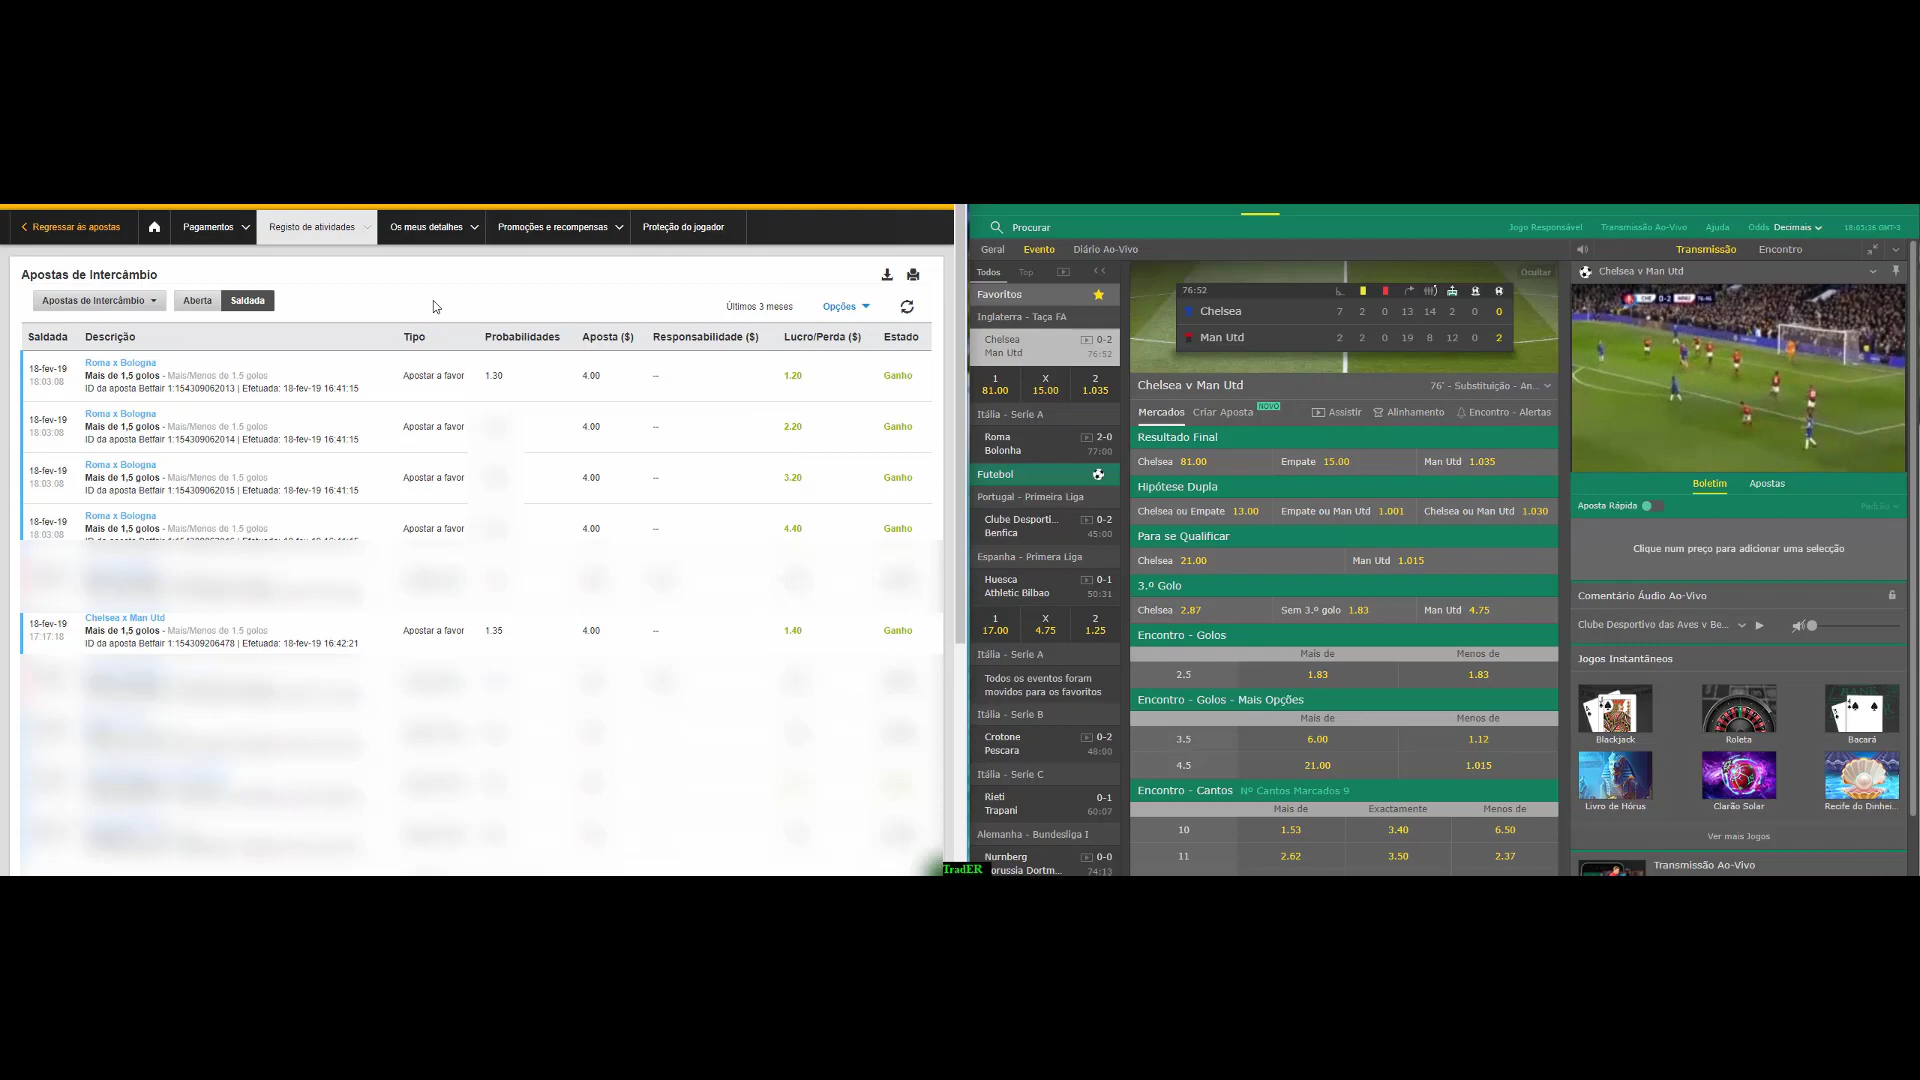 Regressar às apostas
Pagamentos
Registo de atividades
Os meus detalhes
Promoções e recompensas
Proteção do jogador
Apostas de Intercâmbio
Apostas de Intercâmbio
Aberta
Saldada
Últimos 3 meses
Opções
Saldada Descrição Tipo Probabilidades Aposta ($) Responsabilidade ($) Lucro/Perda ($) Estado
Roma x Bologna
18-fev-19 Mais de 1,5 golos - Mais/Menos de 1.5 golos Apostar a favor 1.30 4.00 -- 1.20 Ganho
18:03:08 ID da aposta Betfair 1:154309062013 | Efetuada: 18-fev-19 16:41:15
Roma x Bologna
18-fev-19 Mais de 1,5 golos - Mais/Menos de 1.5 golos Apostar a favor 4.00 -- 2.20 Ganho
18:03:08 ID da aposta Betfair 1:154309062014 | Efetuada: 18-fev-19 16:41:15
Roma x Bologna
18-fev-19 Mais de 1,5 golos - Mais/Menos de 1.5 golos Apostar a favor 4.00 -- 3.20 Ganho
18:03:08 ID da aposta Betfair 1:154309062015 | Efetuada: 18-fev-19 16:41:15
Roma x Bologna
18-fev-19 Mais de 1,5 golos - Mais/Menos de 1.5 golos Apostar a favor 4.00 -- 4.40 Ganho
18:03:08
Chelsea x Man Utd
18-fev-19 Mais de 1,5 golos - Mais/Menos de 1.5 golos Apostar a favor 1.35 4.00 -- 1.40 Ganho
17:17:18 ID da aposta Betfair 1:154309206478 | Efetuada: 18-fev-19 16:42:21
TradER
Procurar
Jogo Responsável Transmissão Ao-Vivo Ajuda Odds Decimais 18:05:36 GMT-3
Geral Evento Diário Ao-Vivo
Todos Top
Favoritos
Inglaterra - Taça FA
Chelsea 0-2
Man Utd 76:52
1 X 2
81.00 15.00 1.035
Itália - Serie A
Roma 2-0
Bolonha 77:00
Futebol
Portugal - Primeira Liga
Clube Desporti... 0-2
Benfica 45:00
Espanha - Primera Liga
Huesca 0-1
Athletic Bilbao 50:31
1 X 2
17.00 4.75 1.25
Itália - Serie A
Todos os eventos foram
movidos para os favoritos
Itália - Serie B
Crotone 0-2
Pescara 48:00
Itália - Serie C
Rieti 0-1
Trapani 60:07
Alemanha - Bundesliga I
Nurnberg 0-0
orussia Dortm... 74:13
Ocultar
76:52
Chelsea 7 2 0 13 14 2 0 0
Man Utd 2 2 0 19 8 12 0 2
Chelsea v Man Utd 76' - Substituição - An...
Mercados Criar Aposta NOVO Assistir Alinhamento Encontro - Alertas
Resultado Final
Chelsea 81.00 Empate 15.00 Man Utd 1.035
Hipótese Dupla
Chelsea ou Empate 13.00 Empate ou Man Utd 1.001 Chelsea ou Man Utd 1.030
Para se Qualificar
Chelsea 21.00 Man Utd 1.015
3.º Golo
Chelsea 2.87 Sem 3.º golo 1.83 Man Utd 4.75
Encontro - Golos
Mais de Menos de
2.5 1.83 1.83
Encontro - Golos - Mais Opções
Mais de Menos de
3.5 6.00 1.12
4.5 21.00 1.015
Encontro - Cantos Nº Cantos Marcados 9
Mais de Exactamente Menos de
10 1.53 3.40 6.50
11 2.62 3.50 2.37
Transmissão Encontro
Chelsea v Man Utd
CHE 0-2
Boletim Apostas
Aposta Rápida Padrão
Clique num preço para adicionar uma selecção
Comentário Áudio Ao-Vivo
Clube Desportivo das Aves v Be...
Jogos Instantâneos
Blackjack Roleta Bacará
Livro de Hórus Clarão Solar Recife do Dinhei...
Ver mais Jogos
Transmissão Ao-Vivo